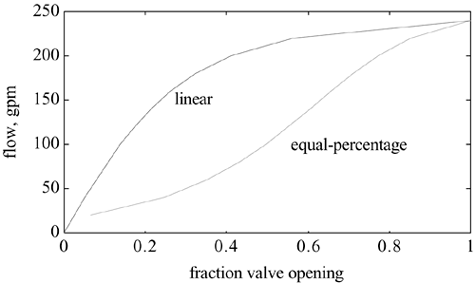 250
200
150
100
50
0
flow, gpm
linear
equal-percentage
0 0.2 0.4 0.6 0.8 1
fraction valve opening